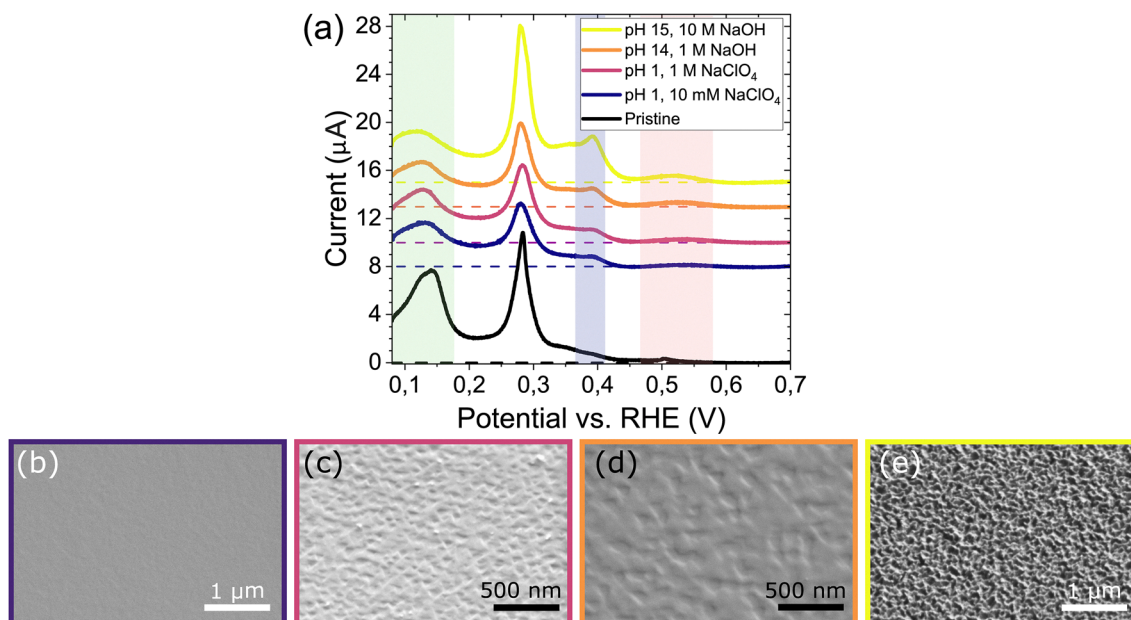 (a)
28
24
20
16
12
8
4
0
Current (µA)
pH 15, 10 M NaOH
pH 14, 1 M NaOH
pH 1, 1 M NaClO₄
pH 1, 10 mM NaClO₄
Pristine
0,1 0,2 0,3 0,4 0,5 0,6 0,7
Potential vs. RHE (V)
(b) (c) (d) (e)
1 µm 500 nm 500 nm 1 µm